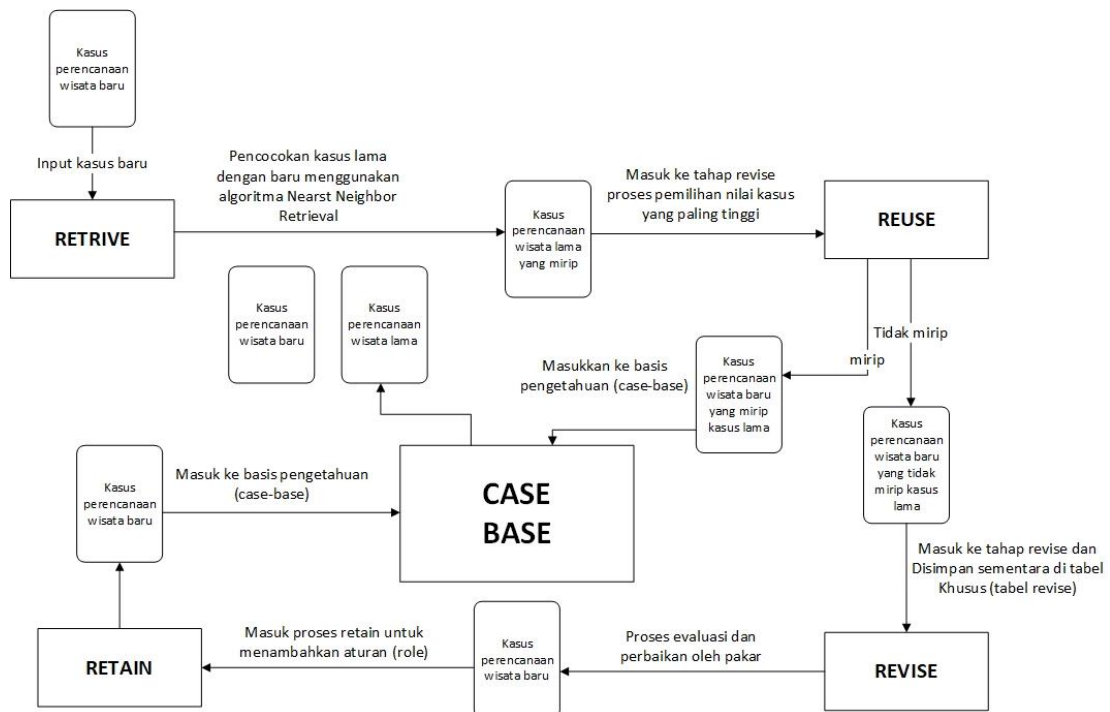 Kasus
perencanaan
wisata baru
Input kasus baru
RETRIVE
Pencocokan kasus lama
dengan baru menggunakan
algoritma Nearst Neighbor
Retrieval
Kasus
perencanaan
wisata lama
yang mirip
Masuk ke tahap revise
proses pemilihan nilai kasus
yang paling tinggi
REUSE
Kasus
perencanaan
wisata baru
Kasus
perencanaan
wisata lama
Tidak mirip
mirip
Masukkan ke basis
pengetahuan (case-base)
Kasus
perencanaan
wisata baru
yang mirip
kasus lama
Kasus
perencanaan
wisata baru
yang tidak
mirip kasus
lama
Kasus
perencanaan
wisata baru
Masuk ke basis pengetahuan
(case-base)
CASE
BASE
Masuk ke tahap revise dan
Disimpan sementara di tabel
Khusus (tabel revise)
RETAIN
Masuk proses retain untuk
menambahkan aturan (role)
Kasus
perencanaan
wisata baru
Proses evaluasi dan
perbaikan oleh pakar
REVISE